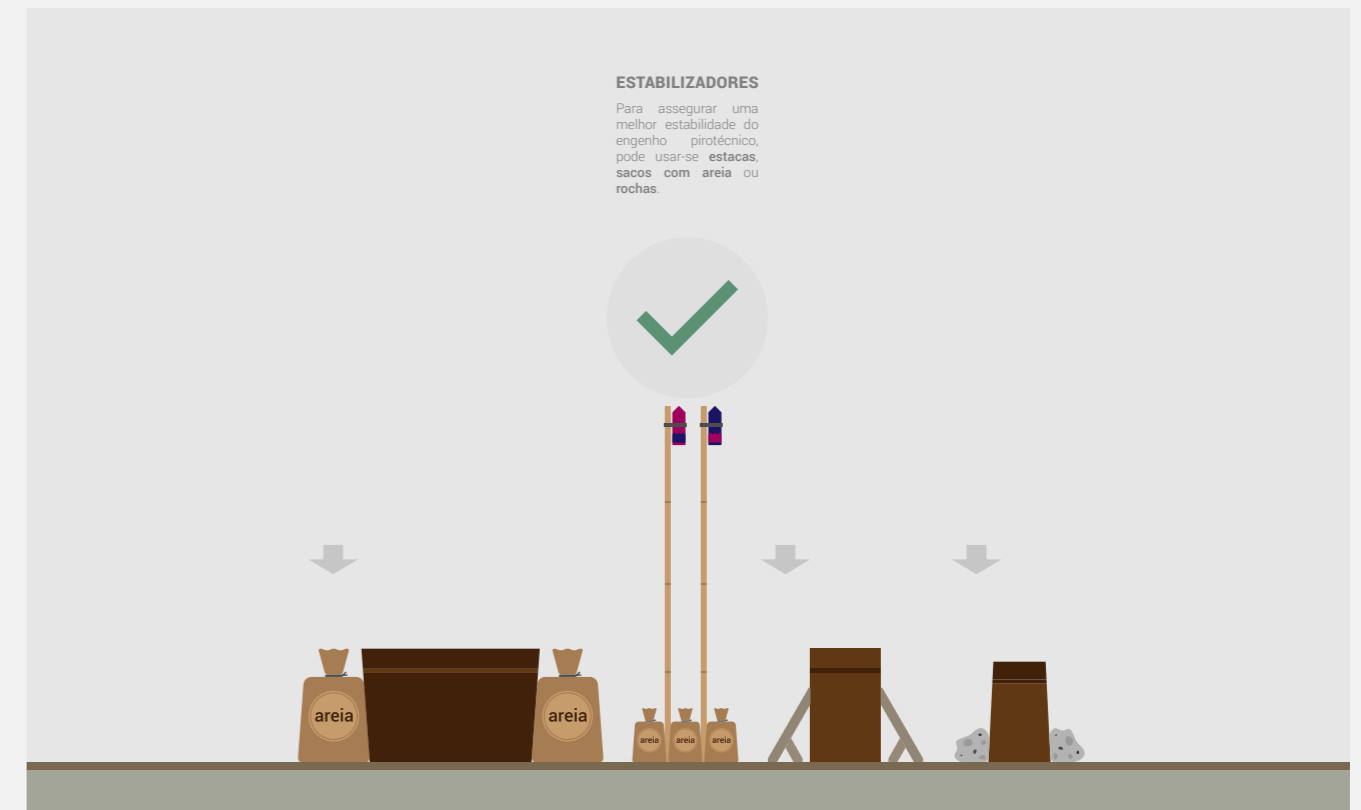 ESTABILIZADORES
Para assegurar uma
melhor estabilidade do
engenho pirotécnico,
pode usar-se estacas,
sacos com areia ou
rochas.
areia
areia
areia
areia
areia